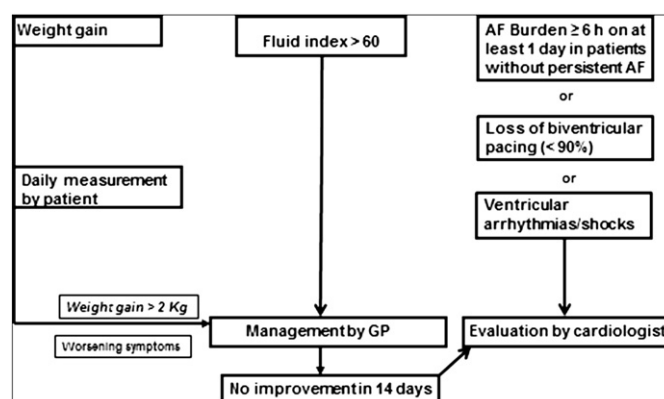 Weight gain
Fluid index > 60
AF Burden ≥ 6 h on at
least 1 day in patients
without persistent AF
or
Loss of biventricular
pacing (< 90%)
or
Daily measurement
by patient
Ventricular
arrhythmias/shocks
Weight gain > 2 Kg
Worsening symptoms
Management by GP
Evaluation by cardiologist
No improvement in 14 days